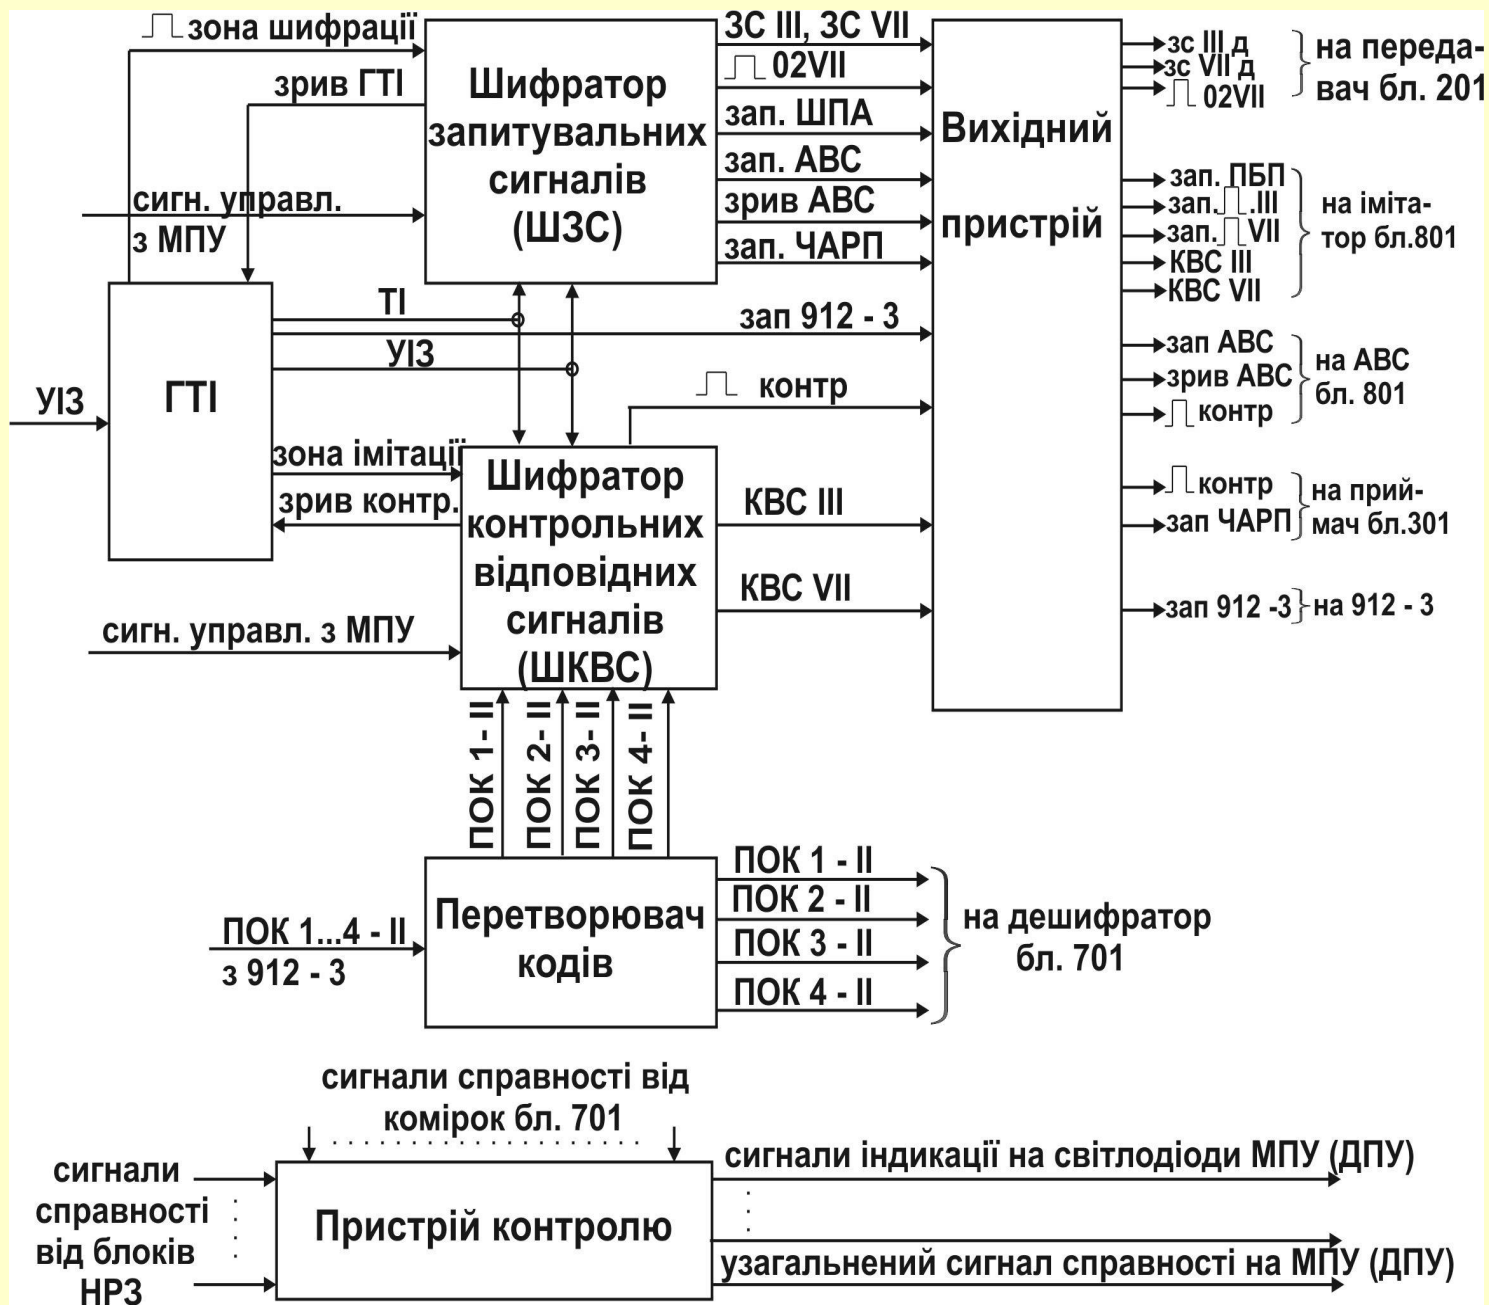 зона шифрації
зрив ГТІ
сигн. управл.
з МПУ
Шифратор
запитувальних
сигналів
(ШЗС)
ЗС III, ЗС VII
02VII
зап. ШПА
зап. АВС
зрив АВС
зап. ЧАРП
Вихідний
пристрій
зс III д
зс VII д
02VII
на переда-
вач бл. 201
зап. ПБП
зап. .III
зап. VII
КВС III
КВС VII
на іміта-
тор бл.801
зап АВС
зрив АВС
контр
на АВС
бл. 801
контр
зап ЧАРП
на прий-
мач бл.301
зап 912 -3
на 912 - 3
ТІ
зап 912 - 3
УІЗ
УІЗ
ГТІ
контр
зона імітації
зрив контр.
Шифратор
контрольних
відповідних
сигналів
(ШКВС)
КВС III
КВС VII
сигн. управл. з МПУ
ПОК 1- II
ПОК 2- II
ПОК 3- II
ПОК 4- II
ПОК 1...4 - II
з 912 - 3
Перетворювач
кодів
ПОК 1 - II
ПОК 2 - II
ПОК 3 - II
ПОК 4 - II
на дешифратор
бл. 701
сигнали справності від
комірок бл. 701
сигнали
справності
від блоків
НРЗ
Пристрій контролю
сигнали індикації на світлодіоди МПУ (ДПУ)
узагальнений сигнал справності на МПУ (ДПУ)